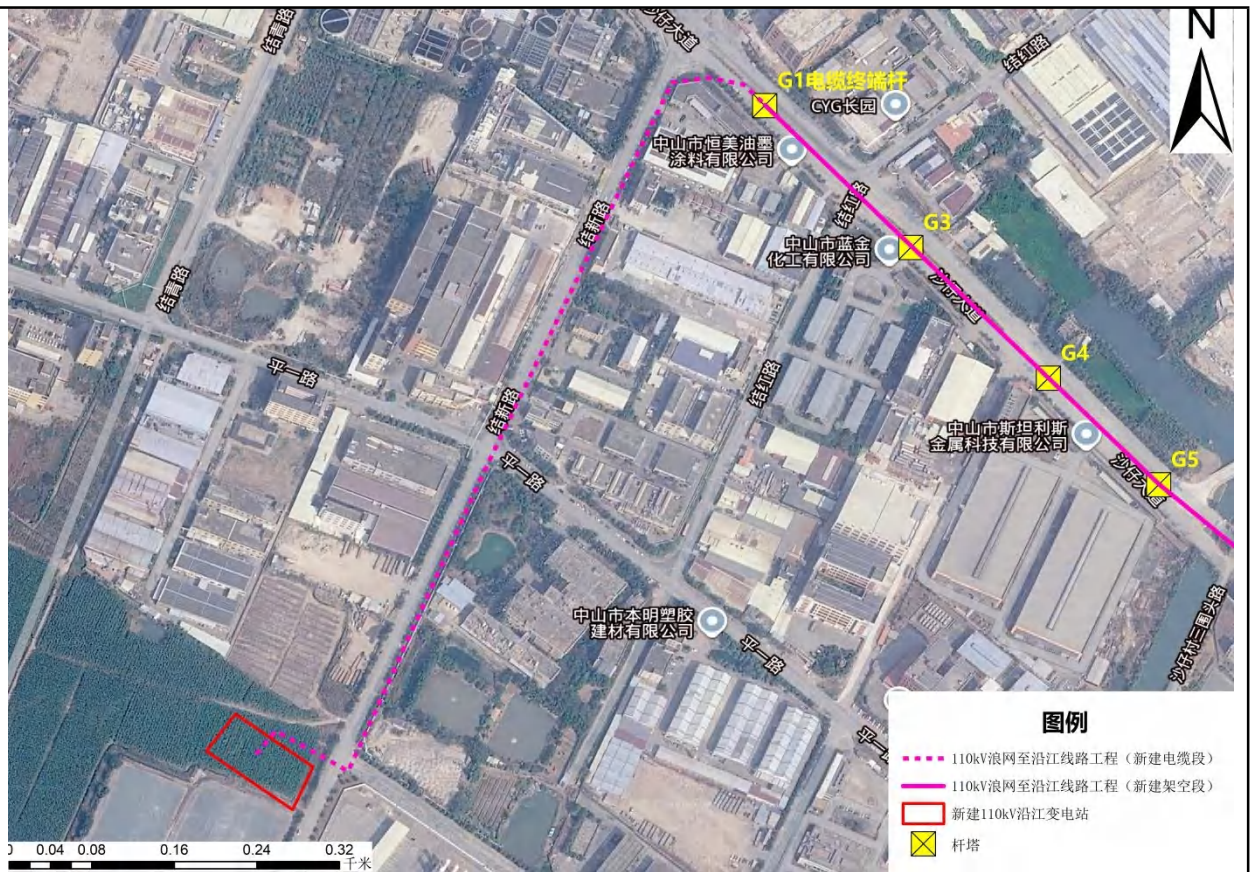 结青路
沙仔大道
结红路
N
G1电缆终端杆
CYG长园
中山市恒美油墨
涂料有限公司
结红路
结新路
G3
中山市蓝金
化工有限公司
结青路
沙仔大道
平一路
结新路
结红路
G4
中山市斯坦利斯
金属科技有限公司
平一路
沙仔大道
G5
中山市本明塑胶
建材有限公司
平一路
沙仔村三围头路
平一路
图例
110kV浪网至沿江线路工程（新建电缆段）
110kV浪网至沿江线路工程（新建架空段）
新建110kV沿江变电站
杆塔
0 0.04 0.08 0.16 0.24 0.32
千米